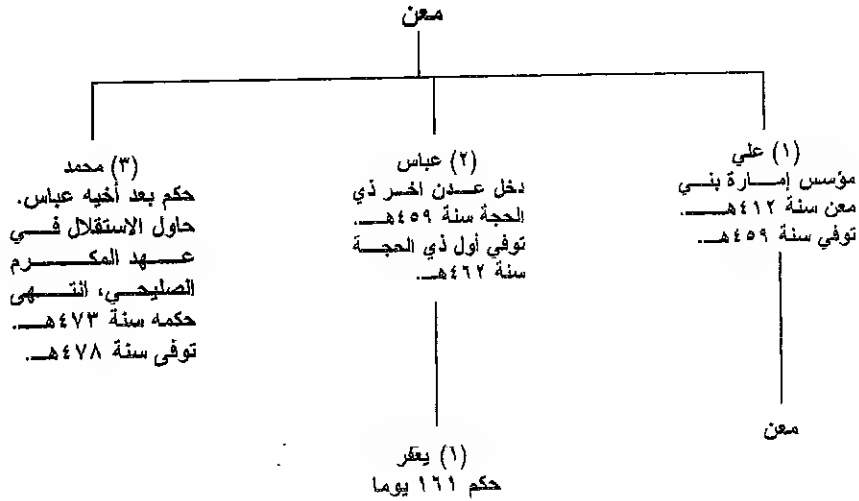 معن
(١) علي
مؤسس إمارة بني
معن سنة ٤١٢هـ.
توفي سنة ٤٥٩هـ.
معن
(٢) عباس
دخل عدن اخر ذي
الحجة سنة ٤٥٩هـ.
توفي أول ذي الحجة
سنة ٤٦٢هـ.
(٦) يعفر
حكم ١٦١ يوما
(٣) محمد
حكم بعد أخيه عباس.
حاول الاستقلال في
عهد المكرم
الصليحي، انتهى
حكمه سنة ٤٧٣هـ.
توفى سنة ٤٧٨هـ.